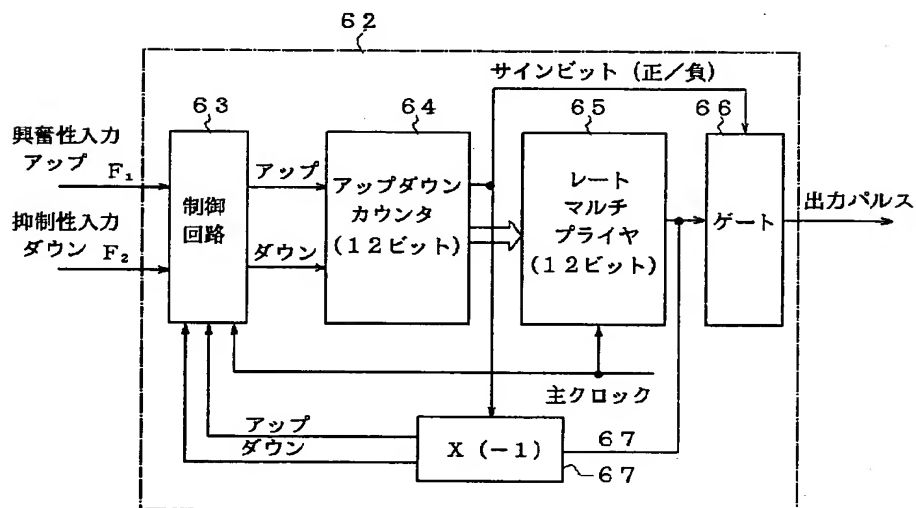 ６２
サインビット（正／負）
６３
６４
６５
６６
興奮性入力
アップ
F₁
抑制性入力
ダウン
F₂
制御
回路
アップ
ダウン
アップダウン
カウンタ
（１２ビット）
レート
マルチ
プライヤ
（１２ビット）
ゲート
出力パルス
主クロック
アップ
ダウン
X（－１）
６７
６７